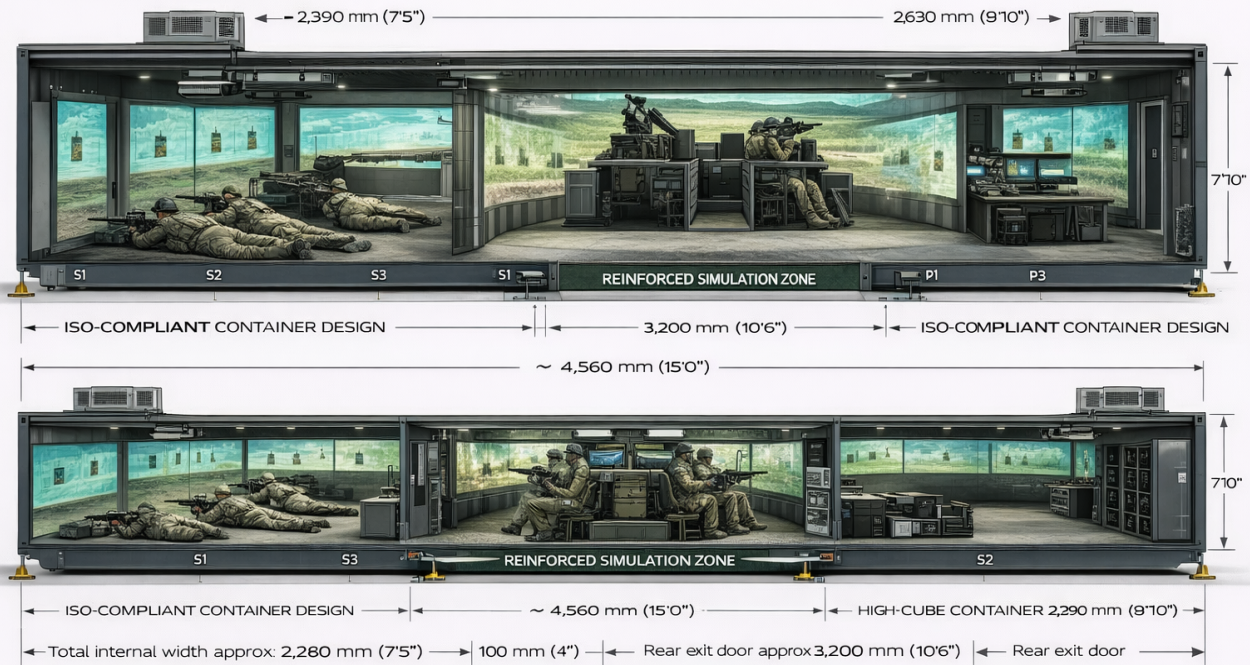 2,390 mm (7'5") 2,630 mm (9'10")
7'10"
S1 S2 S3 S1 REINFORCED SIMULATION ZONE P1 P3
ISO-COMPLIANT CONTAINER DESIGN 3,200 mm (10'6") ISO-COMPLIANT CONTAINER DESIGN
~ 4,560 mm (15'0")
7'10"
S1 S3 REINFORCED SIMULATION ZONE S2
ISO-COMPLIANT CONTAINER DESIGN ~ 4,560 mm (15'0") HIGH-CUBE CONTAINER 2,290 mm (9'10")
Total internal width approx: 2,280 mm (7'5") 100 mm (4") Rear exit door approx 3,200 mm (10'6") Rear exit door